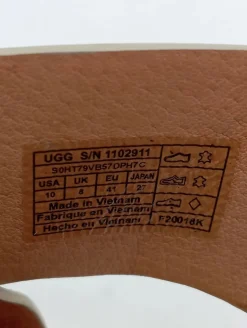 UGG S/N 1102911
S0HT79VB57OPH7C
USA UK EU JAPAN
10 8 41 27
Made in Vietnam
Fabriqué en Vietnam
Hecho en Vietnam
F20016K